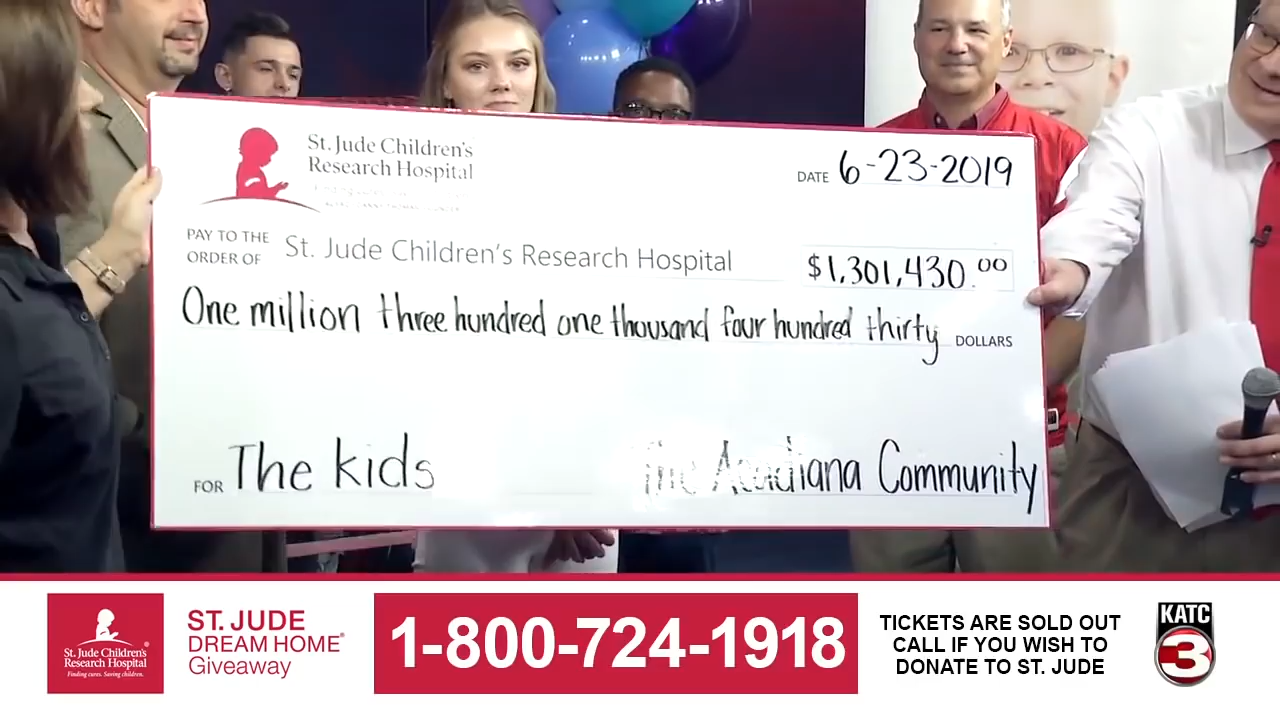 St. Jude Children's
Research Hospital
DATE 6-23-2019
PAY TO THE
ORDER OF St. Jude Children's Research Hospital $1,301,430.00
One million three hundred one thousand four hundred thirty DOLLARS
FOR The kids The Acadiana Community
St. Jude Children's
Research Hospital
Finding cures. Saving children.
ST. JUDE
DREAM HOME®
Giveaway
1-800-724-1918
TICKETS ARE SOLD OUT
CALL IF YOU WISH TO
DONATE TO ST. JUDE
KATC
3